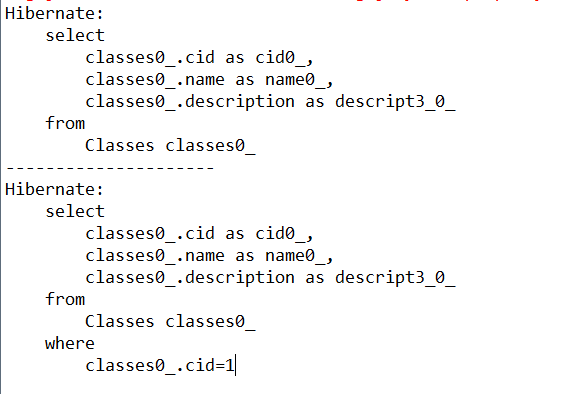 Hibernate:
    select
        classes0_.cid as cid0_,
        classes0_.name as name0_,
        classes0_.description as descript3_0_
    from
        Classes classes0_
---------------------
Hibernate:
    select
        classes0_.cid as cid0_,
        classes0_.name as name0_,
        classes0_.description as descript3_0_
    from
        Classes classes0_
    where
        classes0_.cid=1